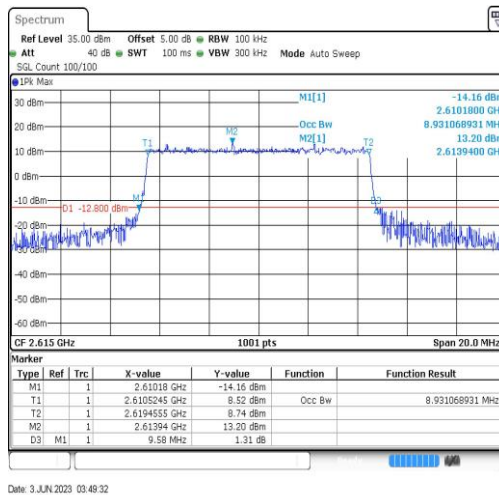 Spectrum
Ref Level 35.00 dBm Offset 5.00 dB RBW 100 kHz
Att 40 dB SWT 100 ms VBW 300 kHz Mode Auto Sweep
SGL Count 100/100
1Pk Max
M1[1] -14.16 dBm
30 dBm 2.6101800 GH
Occ Bw 8.931068931 MH
20 dBm M2[1] 13.20 dBm
T1 M2 T2 2.6139400 GH
10 dBm
0 dBm
-10 dBm
D1 -12.800 dBm
-20 dBm
-30 dBm
-40 dBm
-50 dBm
-60 dBm
CF 2.615 GHz 1001 pts Span 20.0 MHz
Marker
Type Ref Trc X-value Y-value Function Function Result
M1 1 2.61018 GHz -14.16 dBm
T1 1 2.6105245 GHz 8.52 dBm Occ Bw 8.931068931 MHz
T2 1 2.6194555 GHz 8.74 dBm
M2 1 2.61394 GHz 13.20 dBm
D3 M1 1 9.58 MHz 1.31 dB
Date: 3.JUN.2023 03:49:32